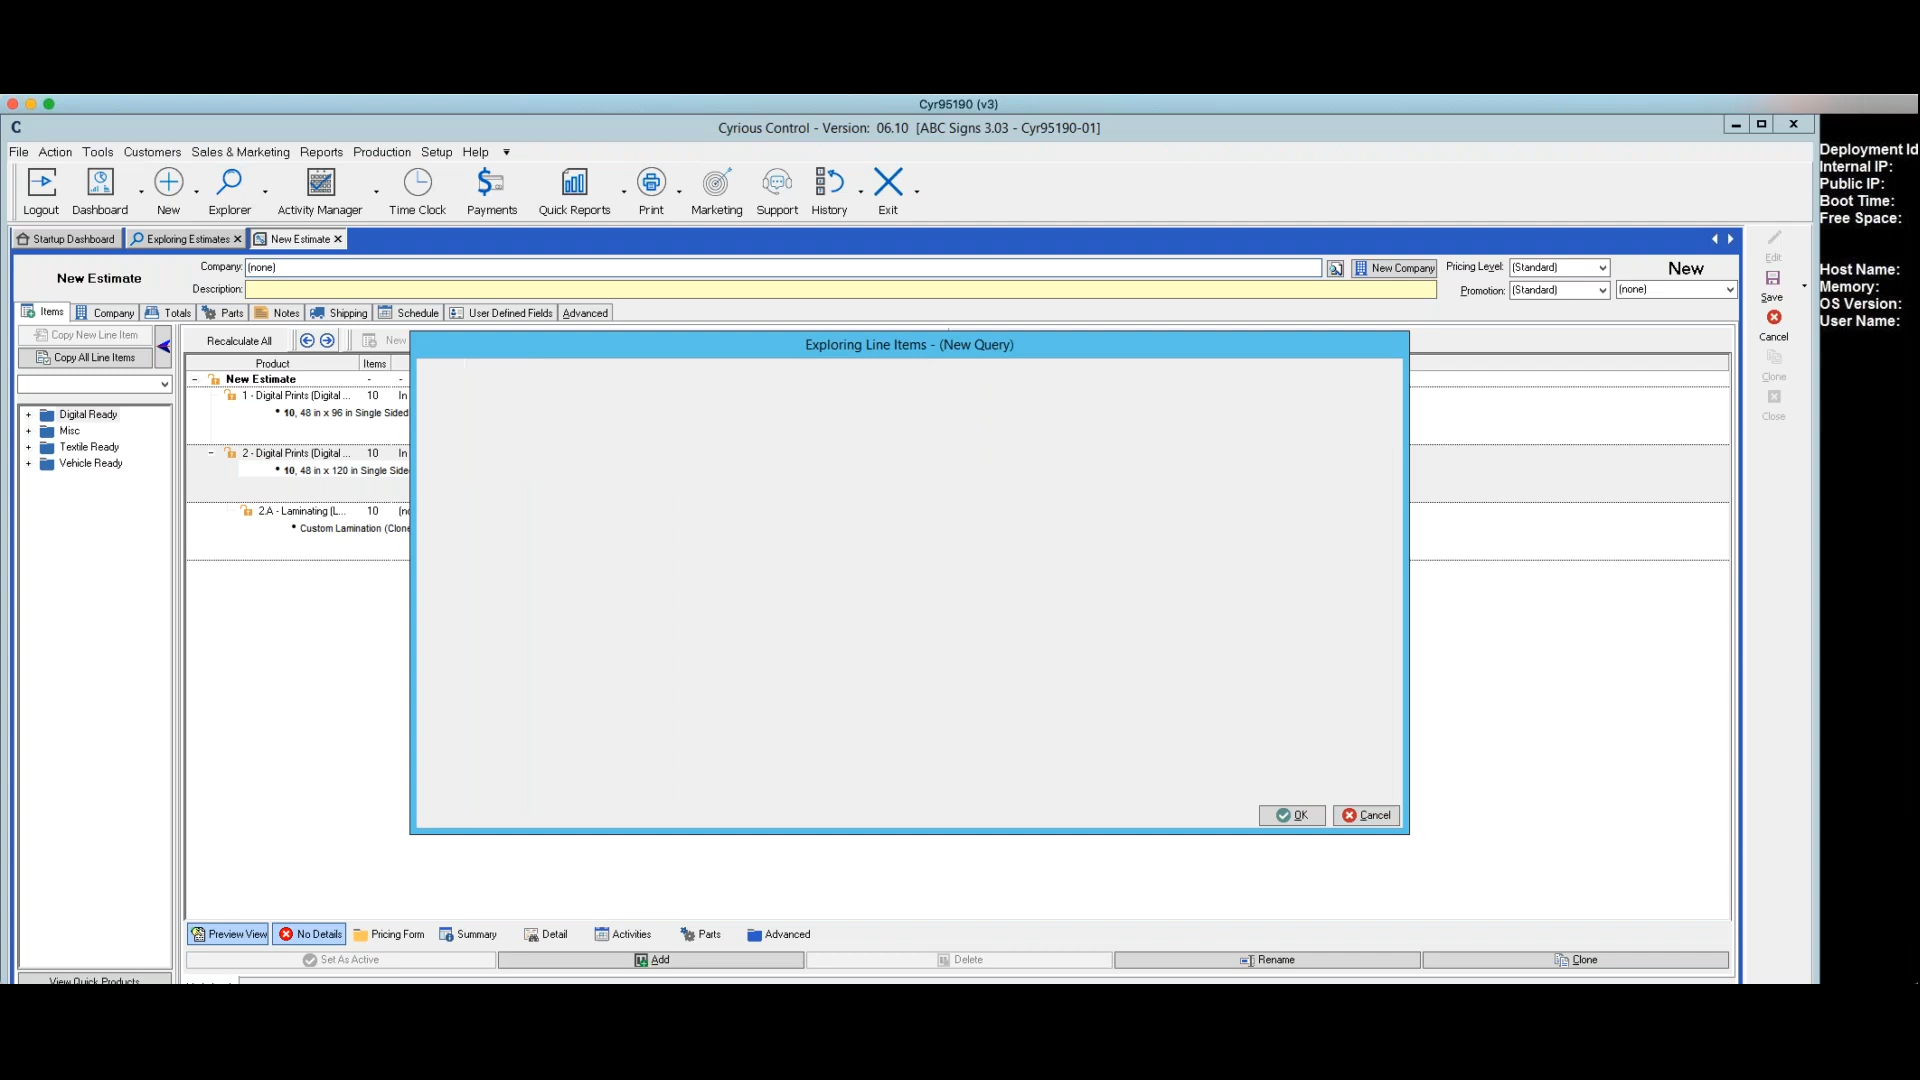 Cyr95190 (v3)
C
Cyrious Control - Version: 06.10 [ABC Signs 3.03 - Cyr95190-01]
File Action Tools Customers Sales & Marketing Reports Production Setup Help
Logout Dashboard New Explorer Activity Manager Time Clock Payments Quick Reports Print Marketing Support History Exit
Deployment Id
Internal IP:
Public IP:
Boot Time:
Free Space:
Host Name:
Memory:
OS Version:
User Name:
Startup Dashboard Exploring Estimates New Estimate
New Estimate
Company: (none) New Company Pricing Level: (Standard) New
Description: Promotion: (Standard) (none)
Edit
Save
Cancel
Clone
Close
Items Company Totals Parts Notes Shipping Schedule User Defined Fields Advanced
Copy New Line Item
Copy All Line Items
Digital Ready
Misc
Textile Ready
Vehicle Ready
View Quick Products
Recalculate All New
Product Items
New Estimate - -
1 - Digital Prints (Digital ... 10 In
• 10, 48 in x 96 in Single Sided
2 - Digital Prints (Digital ... 10 In
• 10, 48 in x 120 in Single Side
2.A - Laminating (L... 10 (no
• Custom Lamination (Clone
Exploring Line Items - (New Query)
OK Cancel
Preview View No Details Pricing Form Summary Detail Activities Parts Advanced
Set As Active Add Delete Rename Clone